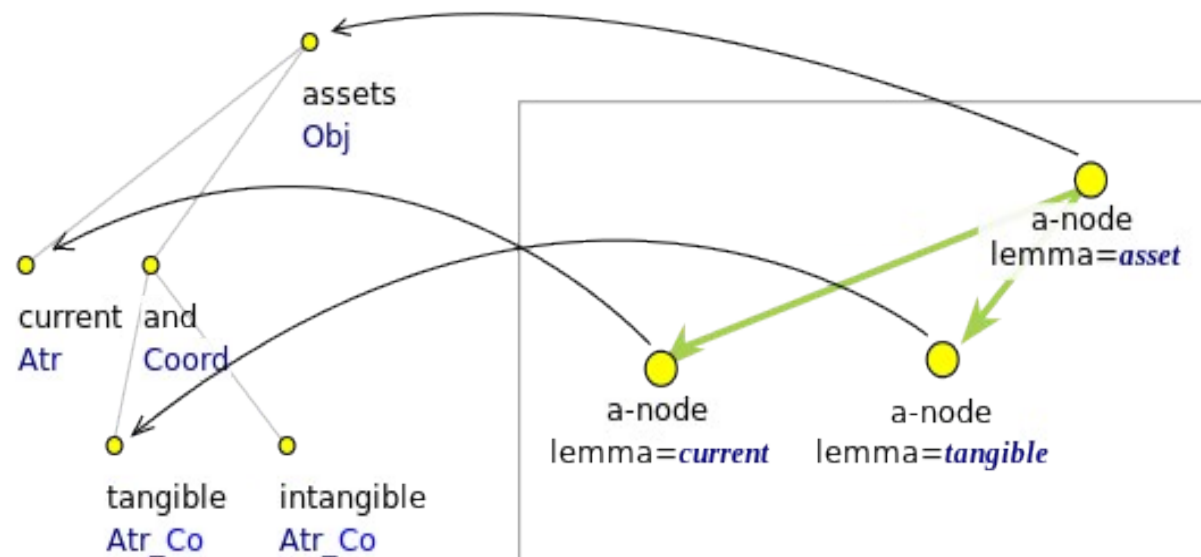 assets
Obj
current
Atr
and
Coord
tangible
Atr_Co
intangible
Atr_Co
a-node
lemma=asset
a-node
lemma=current
a-node
lemma=tangible